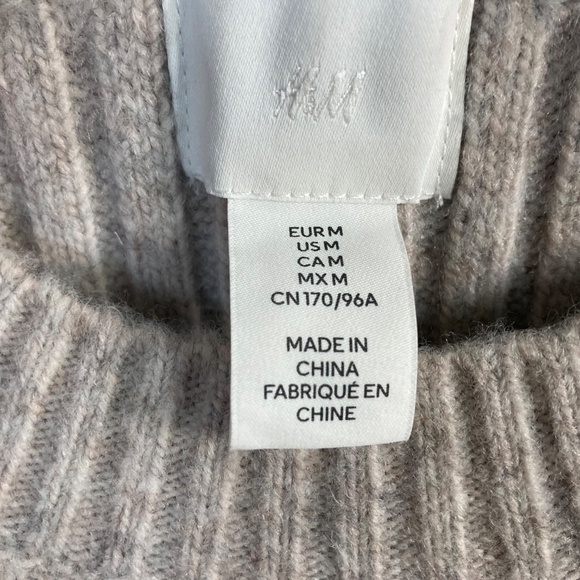 H&M
EUR M
US M
CA M
MX M
CN 170/96A
MADE IN
CHINA
FABRIQUÉ EN
CHINE